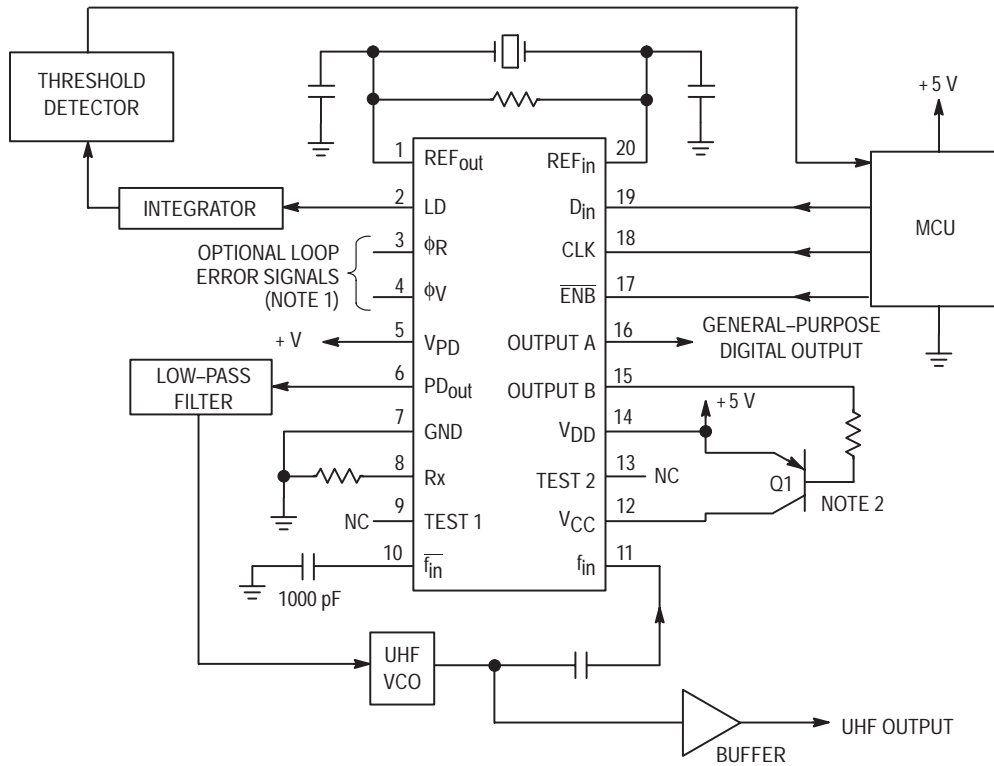 THRESHOLD
DETECTOR
+ 5 V
1
REFout
REFin
20
INTEGRATOR
2
LD
Din
19
MCU
OPTIONAL LOOP
ERROR SIGNALS
(NOTE 1)
3
ϕR
CLK
18
4
ϕV
ENB
17
+ V
5
VPD
OUTPUT A
16
GENERAL–PURPOSE
DIGITAL OUTPUT
LOW–PASS
FILTER
6
PDout
OUTPUT B
15
+ 5 V
7
GND
VDD
14
8
Rx
TEST 2
13
NC
Q1
NOTE 2
NC
9
TEST 1
VCC
12
10
fin
fin
11
1000 pF
UHF
VCO
BUFFER
UHF OUTPUT